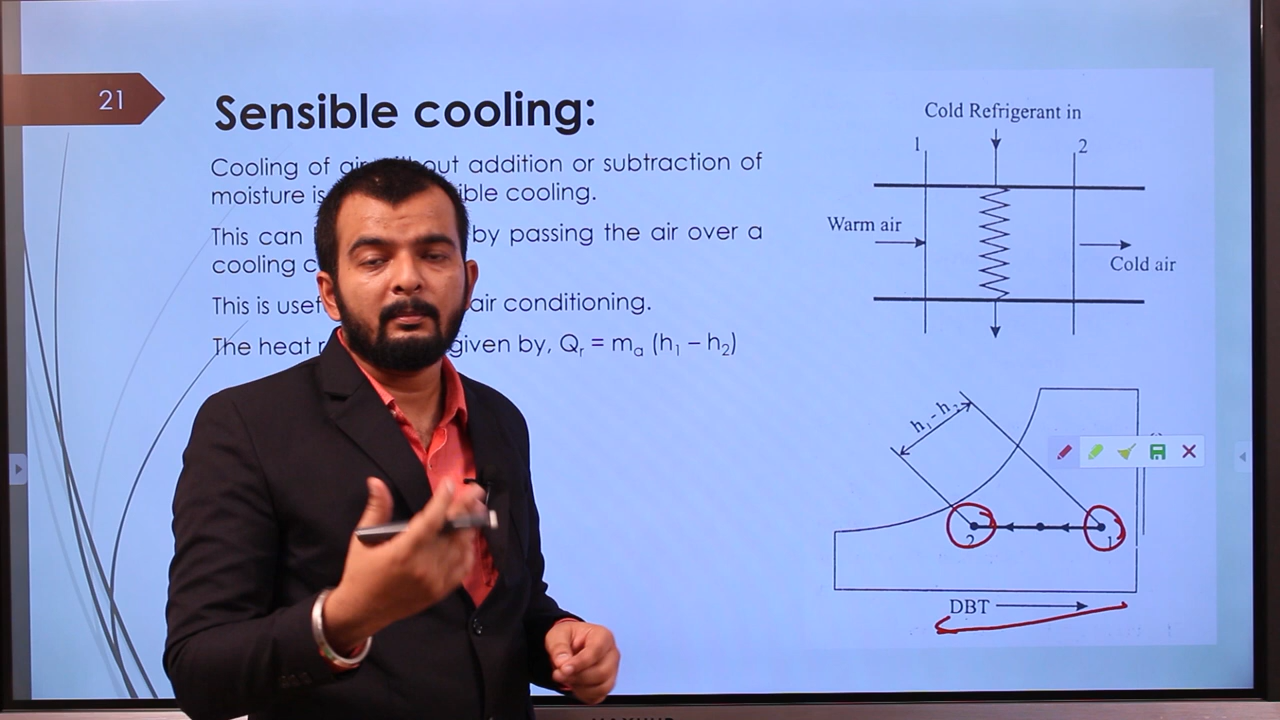 21
Sensible cooling:
Cooling of air without addition or subtraction of
moisture is ible cooling.
This can by passing the air over a
cooling c
This is usef air conditioning.
The heat r given by, Qr = ma (h1 – h2)
Cold Refrigerant in
1 2
Warm air
Cold air
h1-h2
2 1
DBT